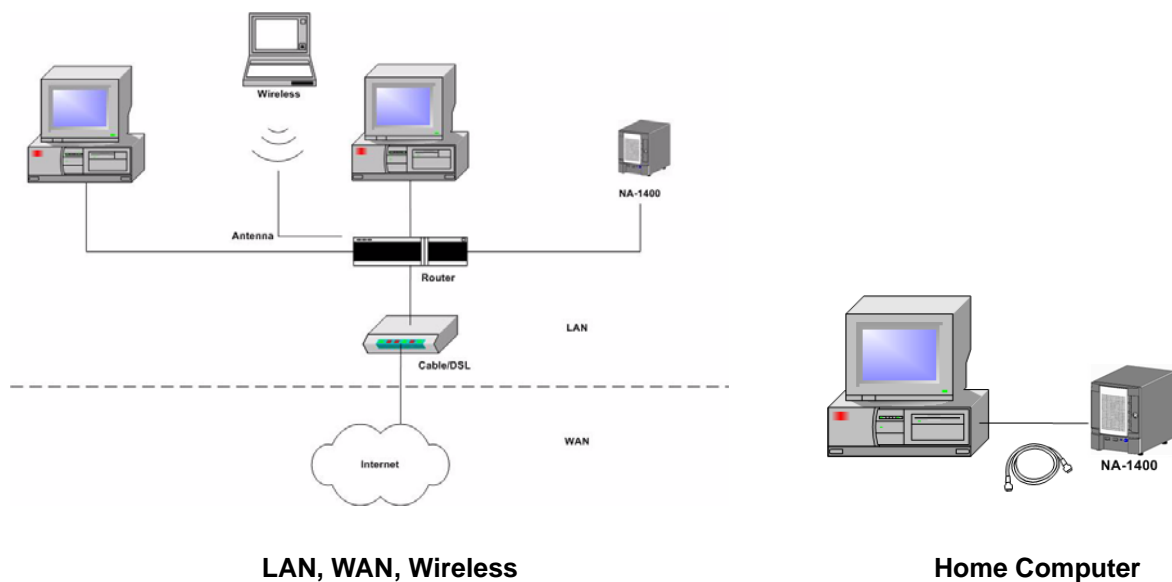 Wireless
NA-1400
Antenna
Router
LAN
Cable/DSL
WAN
Internet
NA-1400
LAN, WAN, Wireless
Home Computer